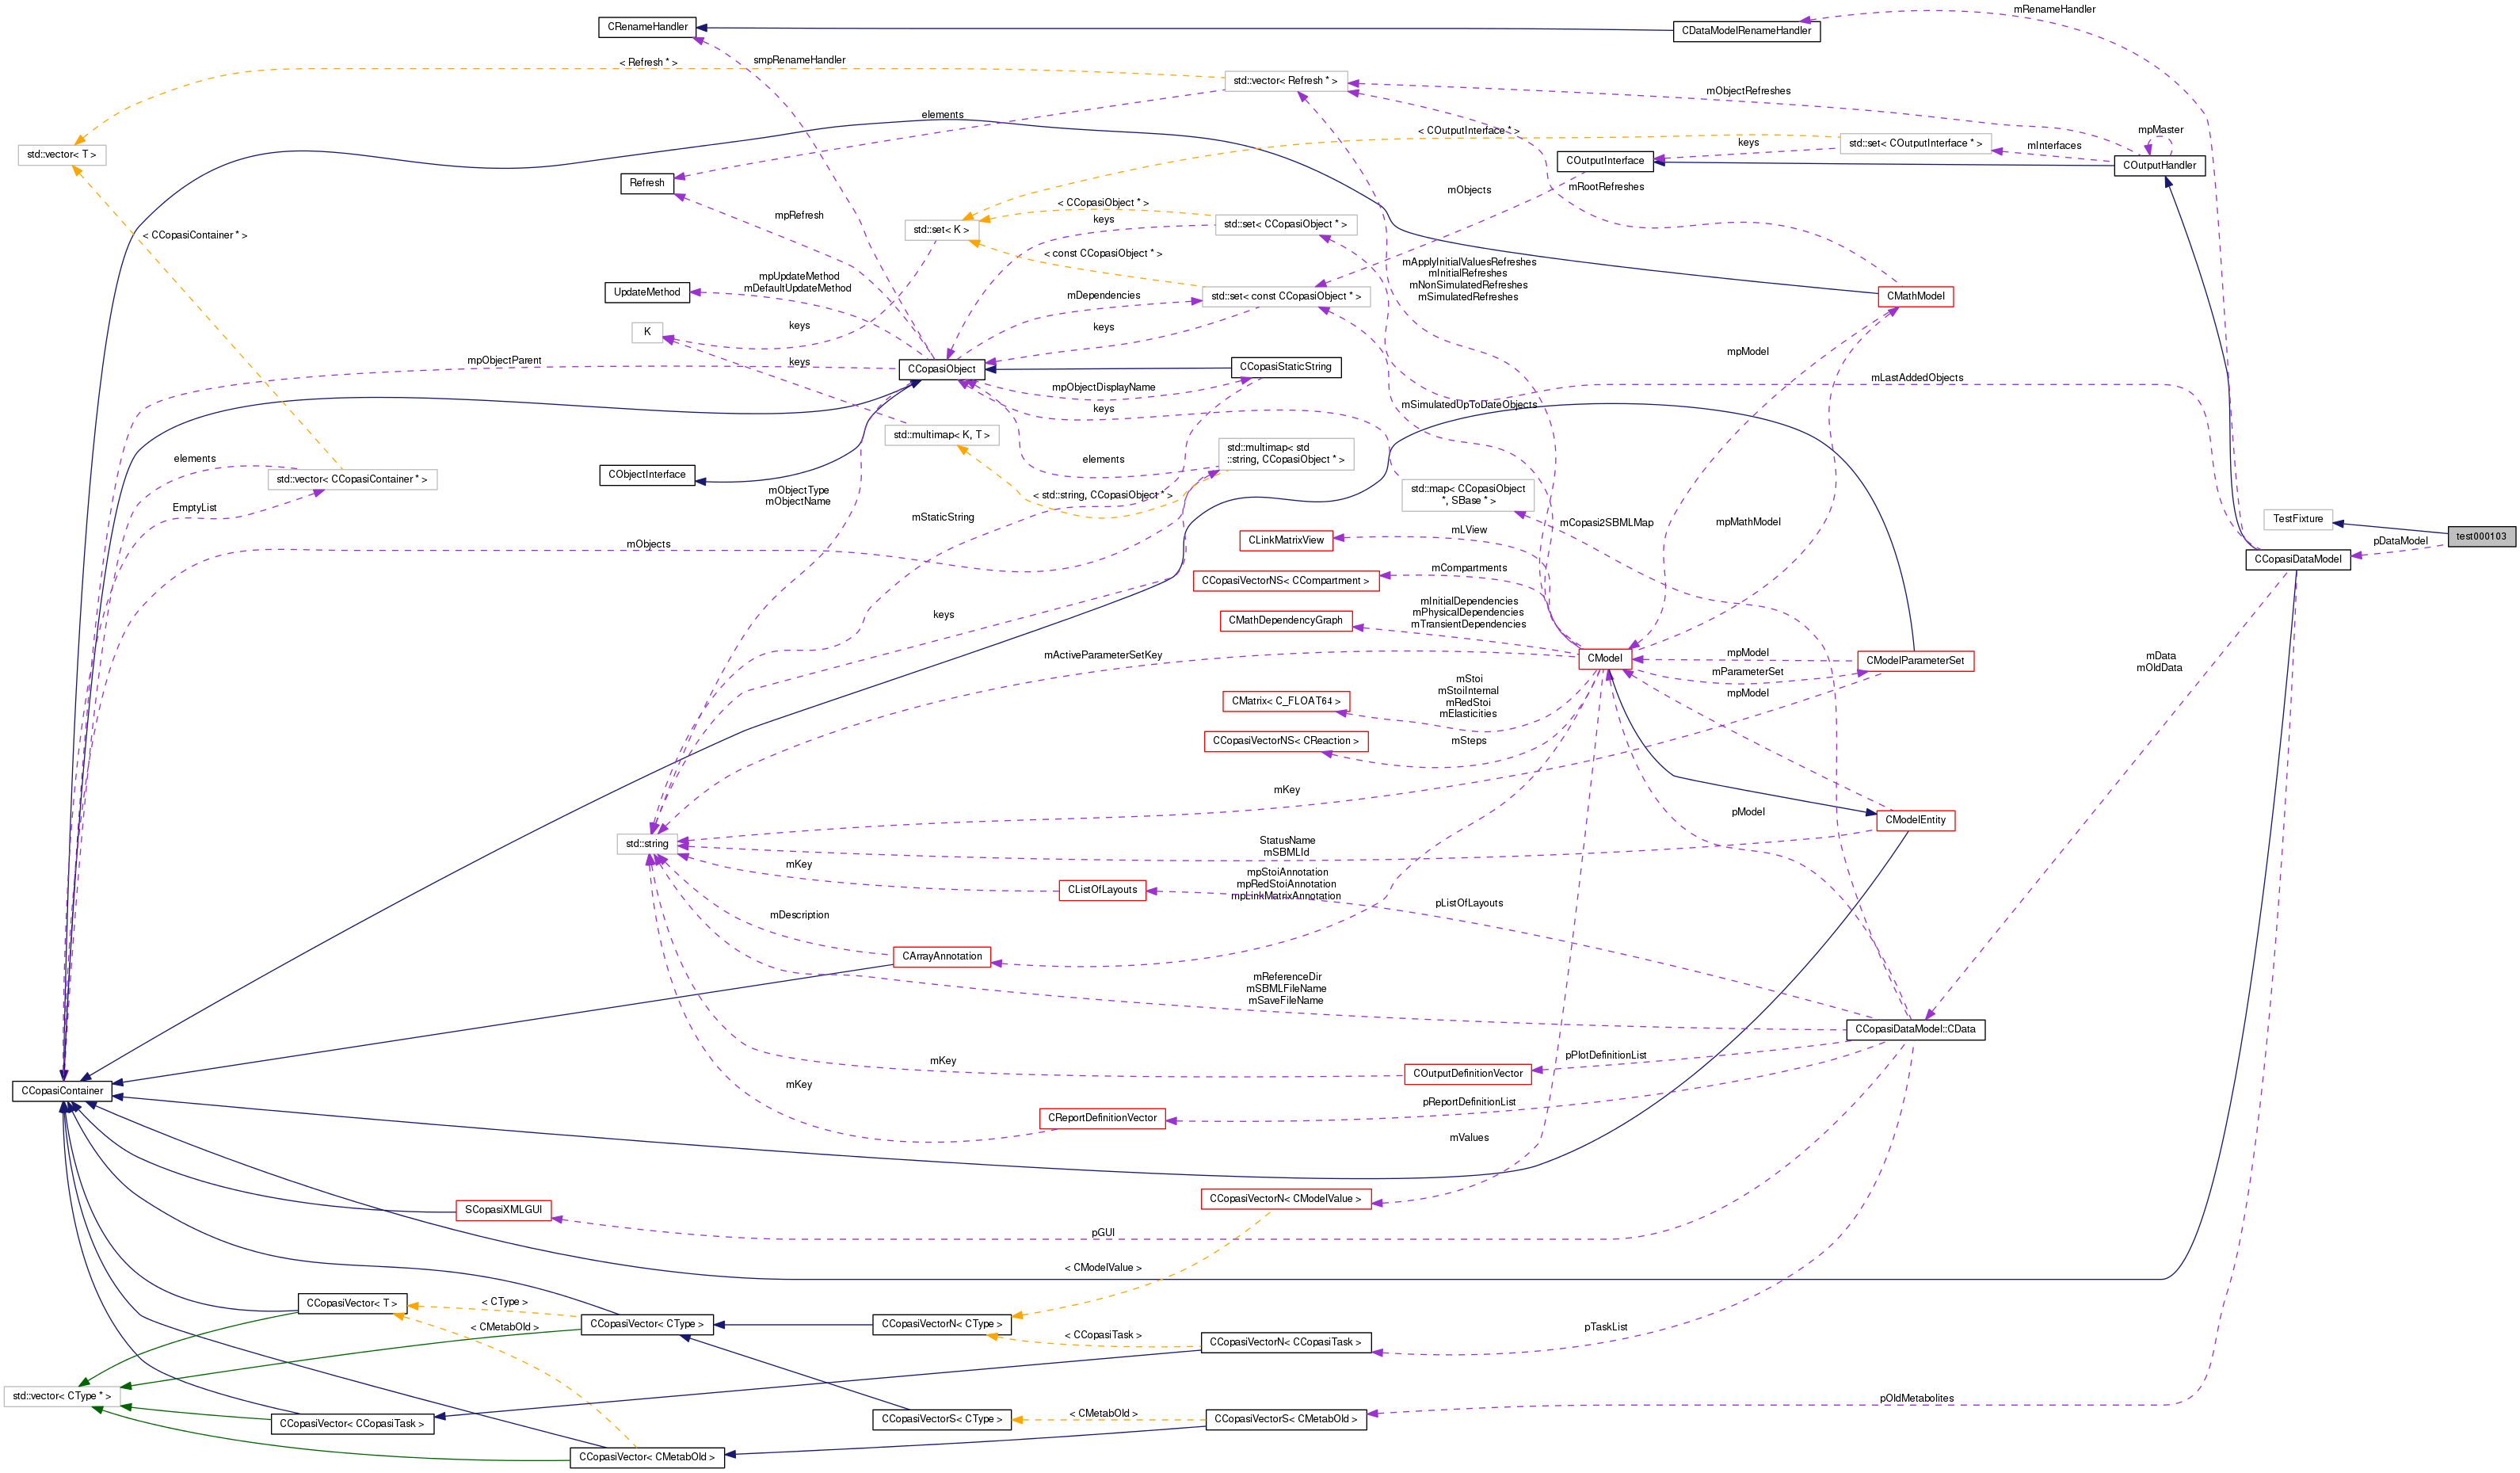 CRenameHandler
CDataModelRenameHandler
mRenameHandler
< Refresh * >
smpRenameHandler
std::vector< Refresh * >
mObjectRefreshes
elements
< COutputInterface * >
std::set< COutputInterface * >
mpMaster
keys
mInterfaces
std::vector< T >
COutputInterface
COutputHandler
Refresh
mObjects
mRootRefreshes
mpRefresh
< CCopasiObject * >
keys
std::set< K >
std::set< CCopasiObject * >
< CCopasiContainer * >
< const CCopasiObject * >
mApplyInitialValuesRefreshes
mInitialRefreshes
mNonSimulatedRefreshes
mSimulatedRefreshes
mpUpdateMethod
mDefaultUpdateMethod
UpdateMethod
mDependencies
std::set< const CCopasiObject * >
CMathModel
K
keys
keys
mpObjectParent
keys
CCopasiObject
CCopasiStaticString
mpModel
mpObjectDisplayName
mLastAddedObjects
keys
mSimulatedUpToDateObjects
std::multimap< K, T >
std::multimap< std
::string, CCopasiObject * >
elements
elements
CObjectInterface
std::vector< CCopasiContainer * >
mObjectType
mObjectName
< std::string, CCopasiObject * >
std::map< CCopasiObject
*, SBase * >
EmptyList
mStaticString
mCopasi2SBMLMap
mpMathModel
TestFixture
test000103
mObjects
mLView
CLinkMatrixView
pDataModel
CCopasiDataModel
mCompartments
CCopasiVectorNS< CCompartment >
keys
mInitialDependencies
mPhysicalDependencies
mTransientDependencies
CMathDependencyGraph
mActiveParameterSetKey
CModel
mpModel
CModelParameterSet
mData
mOldData
mParameterSet
mpModel
mStoi
mStoiInternal
mRedStoi
mElasticities
CMatrix< C_FLOAT64 >
CCopasiVectorNS< CReaction >
mSteps
mKey
pModel
CModelEntity
std::string
StatusName
mSBMLId
mKey
mpStoiAnnotation
mpRedStoiAnnotation
mpLinkMatrixAnnotation
CListOfLayouts
pListOfLayouts
mDescription
CArrayAnnotation
mReferenceDir
mSBMLFileName
mSaveFileName
CCopasiDataModel::CData
mKey
pPlotDefinitionList
COutputDefinitionVector
CCopasiContainer
mKey
pReportDefinitionList
CReportDefinitionVector
mValues
CCopasiVectorN< CModelValue >
SCopasiXMLGUI
pGUI
< CModelValue >
CCopasiVector< T >
< CType >
< CMetabOld >
CCopasiVector< CType >
CCopasiVectorN< CType >
< CCopasiTask >
CCopasiVectorN< CCopasiTask >
pTaskList
std::vector< CType * >
pOldMetabolites
CCopasiVector< CCopasiTask >
CCopasiVectorS< CType >
< CMetabOld >
CCopasiVectorS< CMetabOld >
CCopasiVector< CMetabOld >